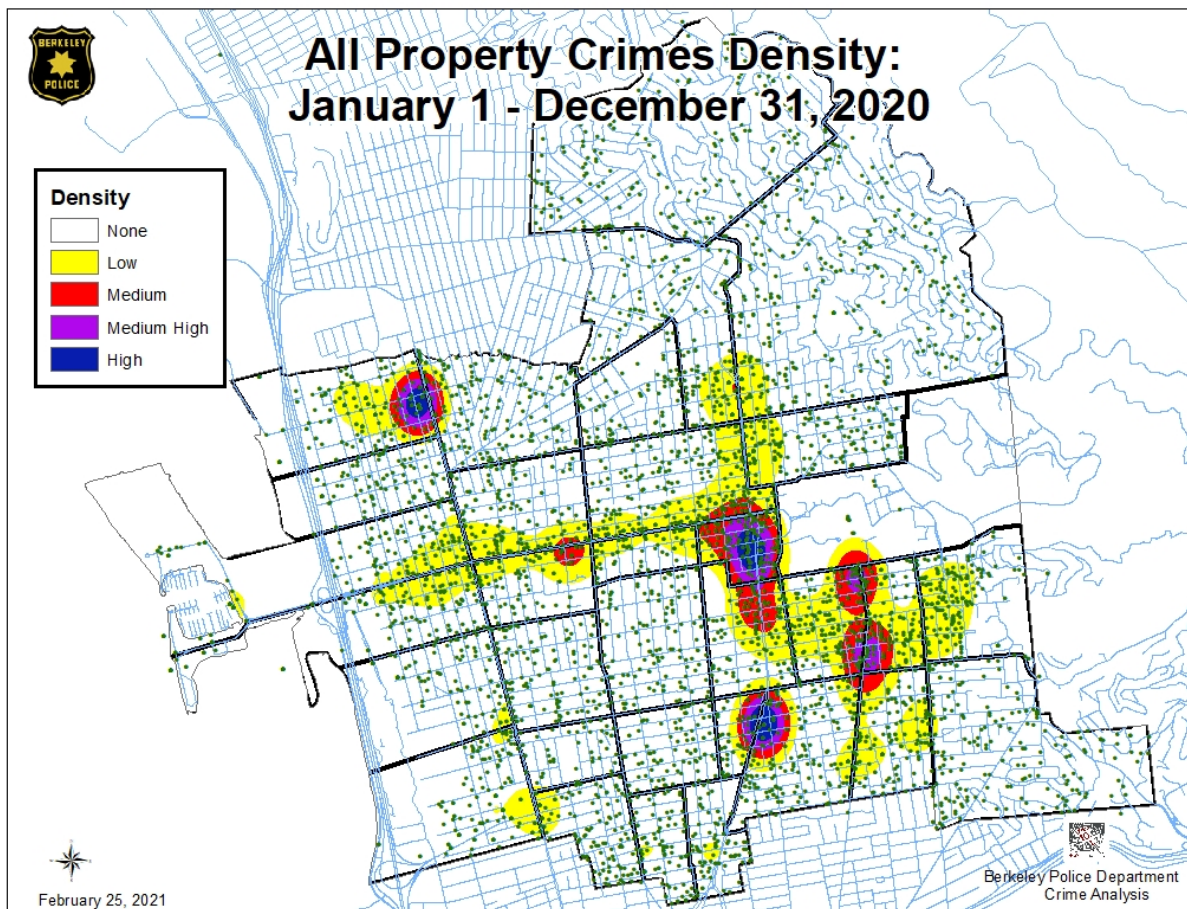 BERKELEY
POLICE
All Property Crimes Density:
January 1 - December 31, 2020
Density
None
Low
Medium
Medium High
High
February 25, 2021
Berkeley Police Department
Crime Analysis